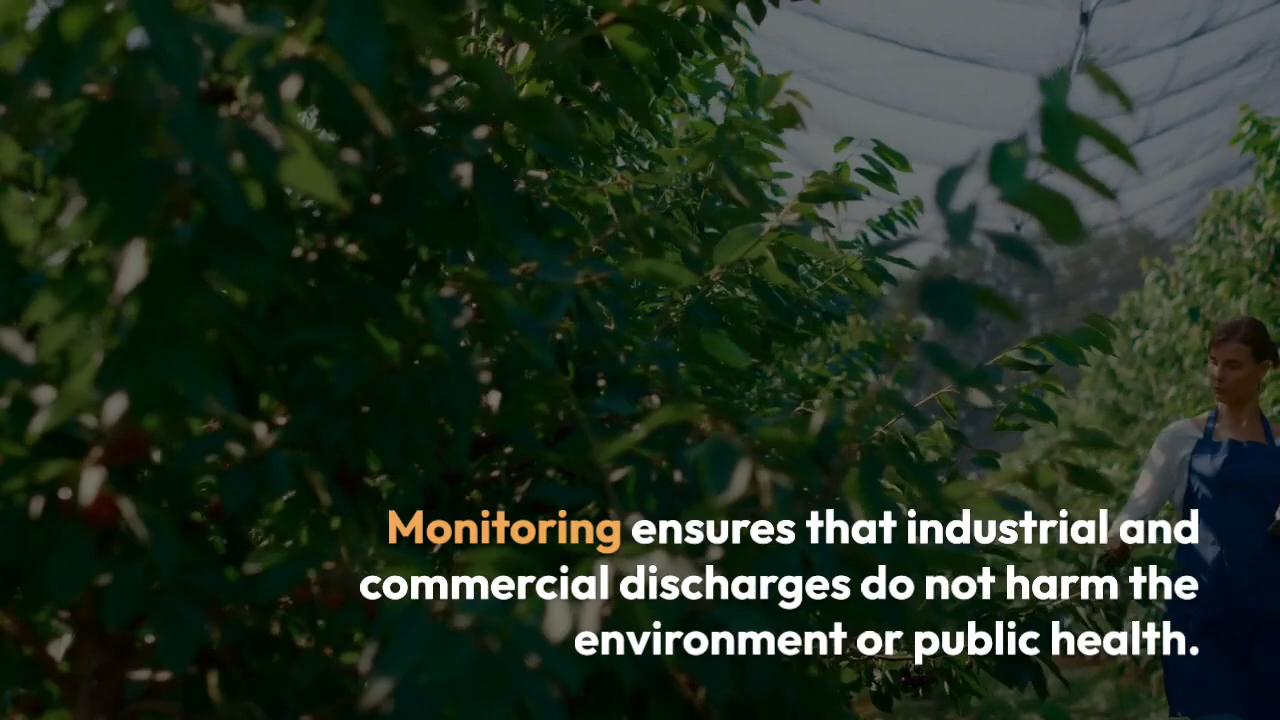 Monitoring ensures that industrial and
commercial discharges do not harm the
environment or public health.